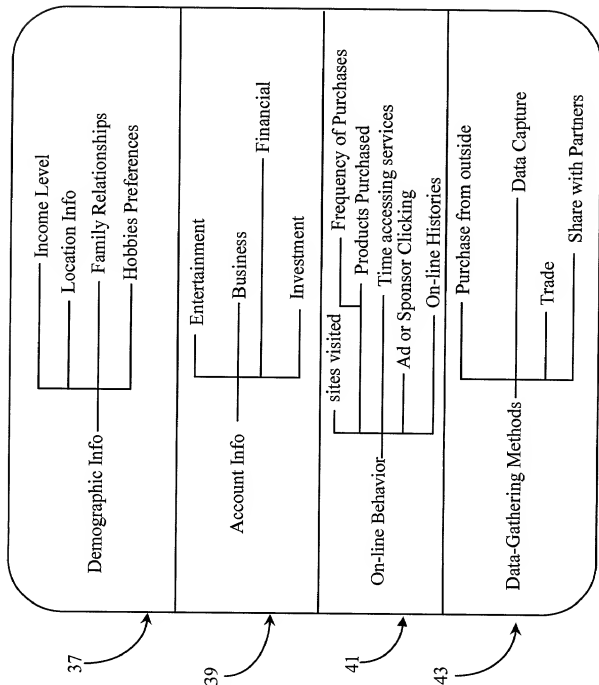 Income Level
Location Info
Demographic Info
Family Relationships
Hobbies Preferences
37
Entertainment
Account Info
Business
Financial
Investment
39
sites visited
Frequency of Purchases
Products Purchased
On-line Behavior
Time accessing services
Ad or Sponsor Clicking
On-line Histories
41
Purchase from outside
Data-Gathering Methods
Data Capture
Trade
Share with Partners
43